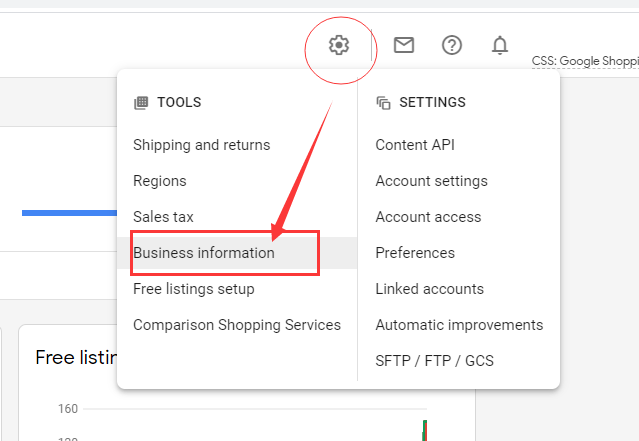 CSS: Google Shoppi
TOOLS
Shipping and returns
Regions
Sales tax
Business information
Free listings setup
Comparison Shopping Services
SETTINGS
Content API
Account settings
Account access
Preferences
Linked accounts
Automatic improvements
SFTP / FTP / GCS
Free listin
160